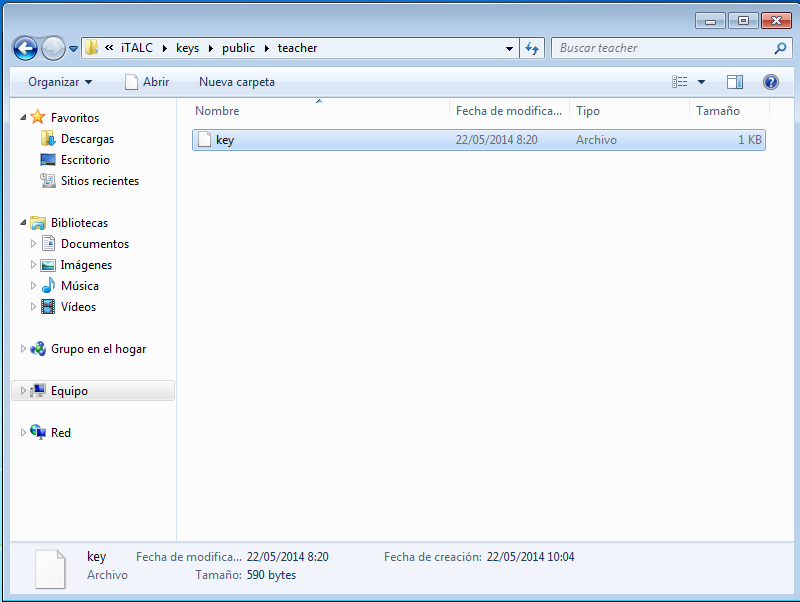 « iTALC keys public teacher
Buscar teacher
Organizar Abrir Nueva carpeta
Favoritos
Descargas
Escritorio
Sitios recientes
Bibliotecas
Documentos
Imágenes
Música
Vídeos
Grupo en el hogar
Equipo
Red
Nombre Fecha de modifica... Tipo Tamaño
key 22/05/2014 8:20 Archivo 1 KB
key Fecha de modifica... 22/05/2014 8:20 Fecha de creación: 22/05/2014 10:04
Archivo Tamaño: 590 bytes